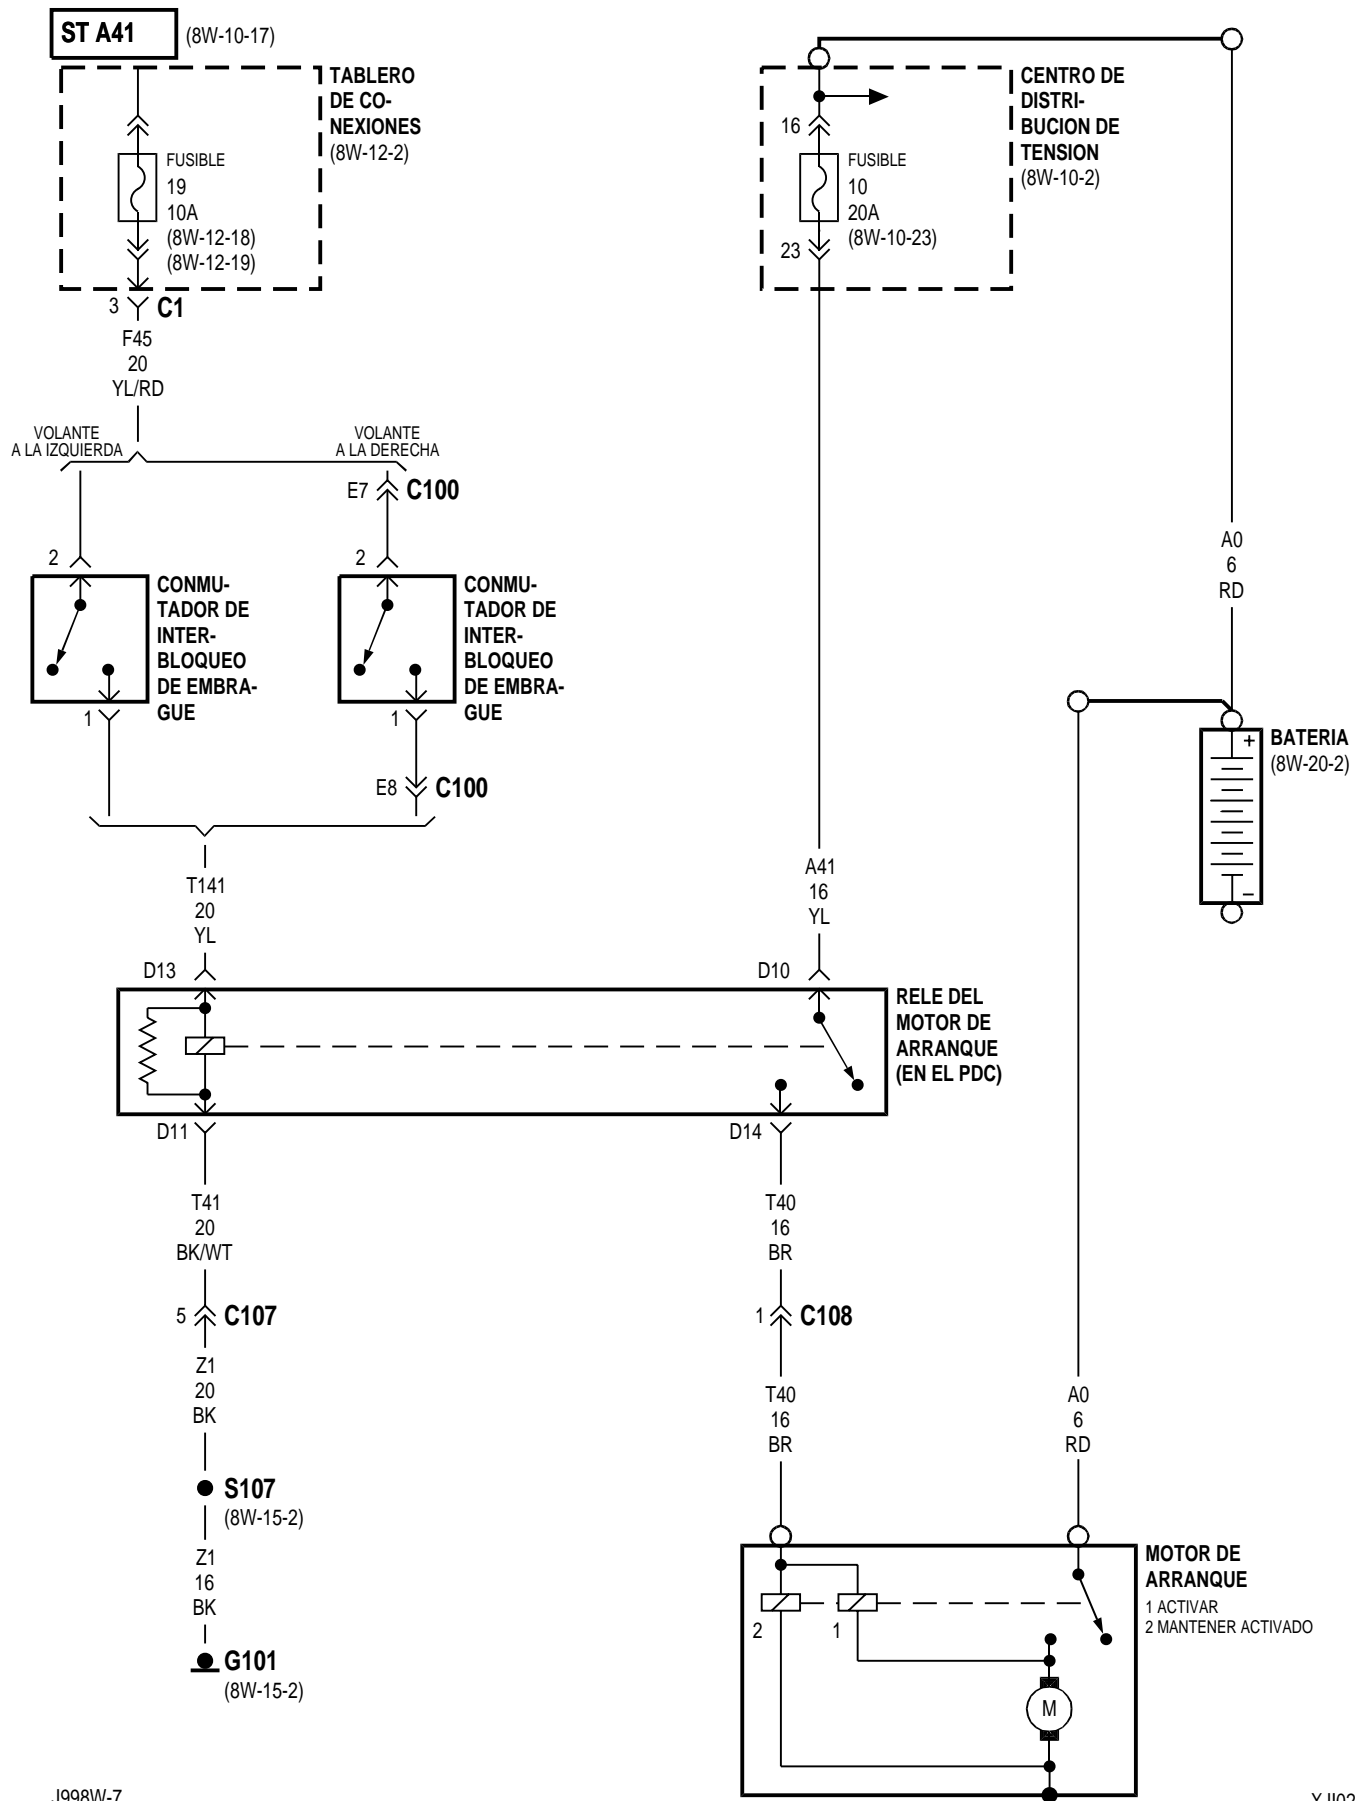 ST A41
(8W-10-17)
TABLERO
DE CO-
NEXIONES
(8W-12-2)
FUSIBLE
19
10A
(8W-12-18)
(8W-12-19)
3
C1
F45
20
YL/RD
CENTRO DE
DISTRI-
BUCION DE
TENSION
(8W-10-2)
16
FUSIBLE
10
20A
(8W-10-23)
23
VOLANTE
A LA IZQUIERDA
VOLANTE
A LA DERECHA
E7
C100
2
CONMU-
TADOR DE
INTER-
BLOQUEO
DE EMBRA-
GUE
1
2
CONMU-
TADOR DE
INTER-
BLOQUEO
DE EMBRA-
GUE
1
E8
C100
A0
6
RD
+
BATERIA
(8W-20-2)
–
T141
20
YL
A41
16
YL
D13
D10
RELE DEL
MOTOR DE
ARRANQUE
(EN EL PDC)
D11
D14
T41
20
BK/WT
T40
16
BR
5
C107
1
C108
Z1
20
BK
T40
16
BR
A0
6
RD
S107
(8W-15-2)
Z1
16
BK
G101
(8W-15-2)
MOTOR DE
ARRANQUE
1 ACTIVAR
2 MANTENER ACTIVADO
2
1
M
J998W-7